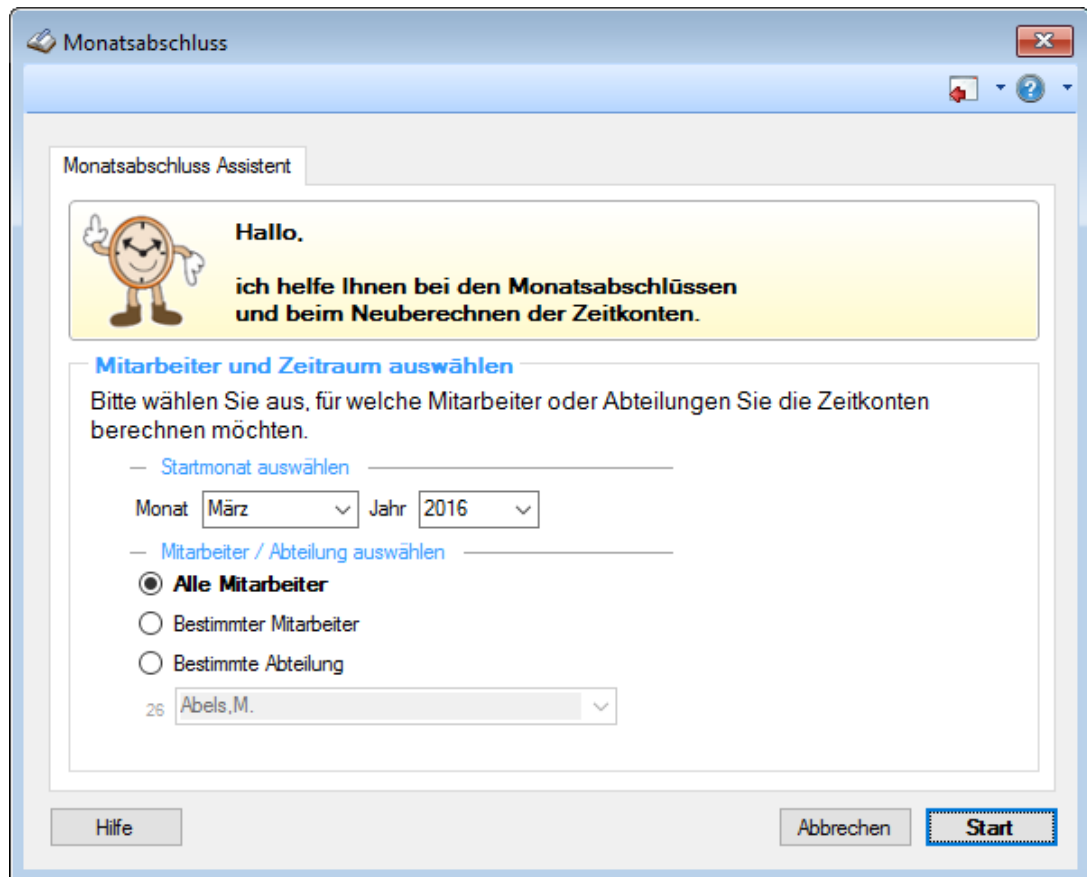 Monatsabschluss
Monatsabschluss Assistent
Hallo,
ich helfe Ihnen bei den Monatsabschlüssen
und beim Neuberechnen der Zeitkonten.
Mitarbeiter und Zeitraum auswählen
Bitte wählen Sie aus, für welche Mitarbeiter oder Abteilungen Sie die Zeitkonten
berechnen möchten.
Startmonat auswählen
Monat März Jahr 2016
Mitarbeiter / Abteilung auswählen
Alle Mitarbeiter
Bestimmter Mitarbeiter
Bestimmte Abteilung
26 Abels,M.
Hilfe Abbrechen Start